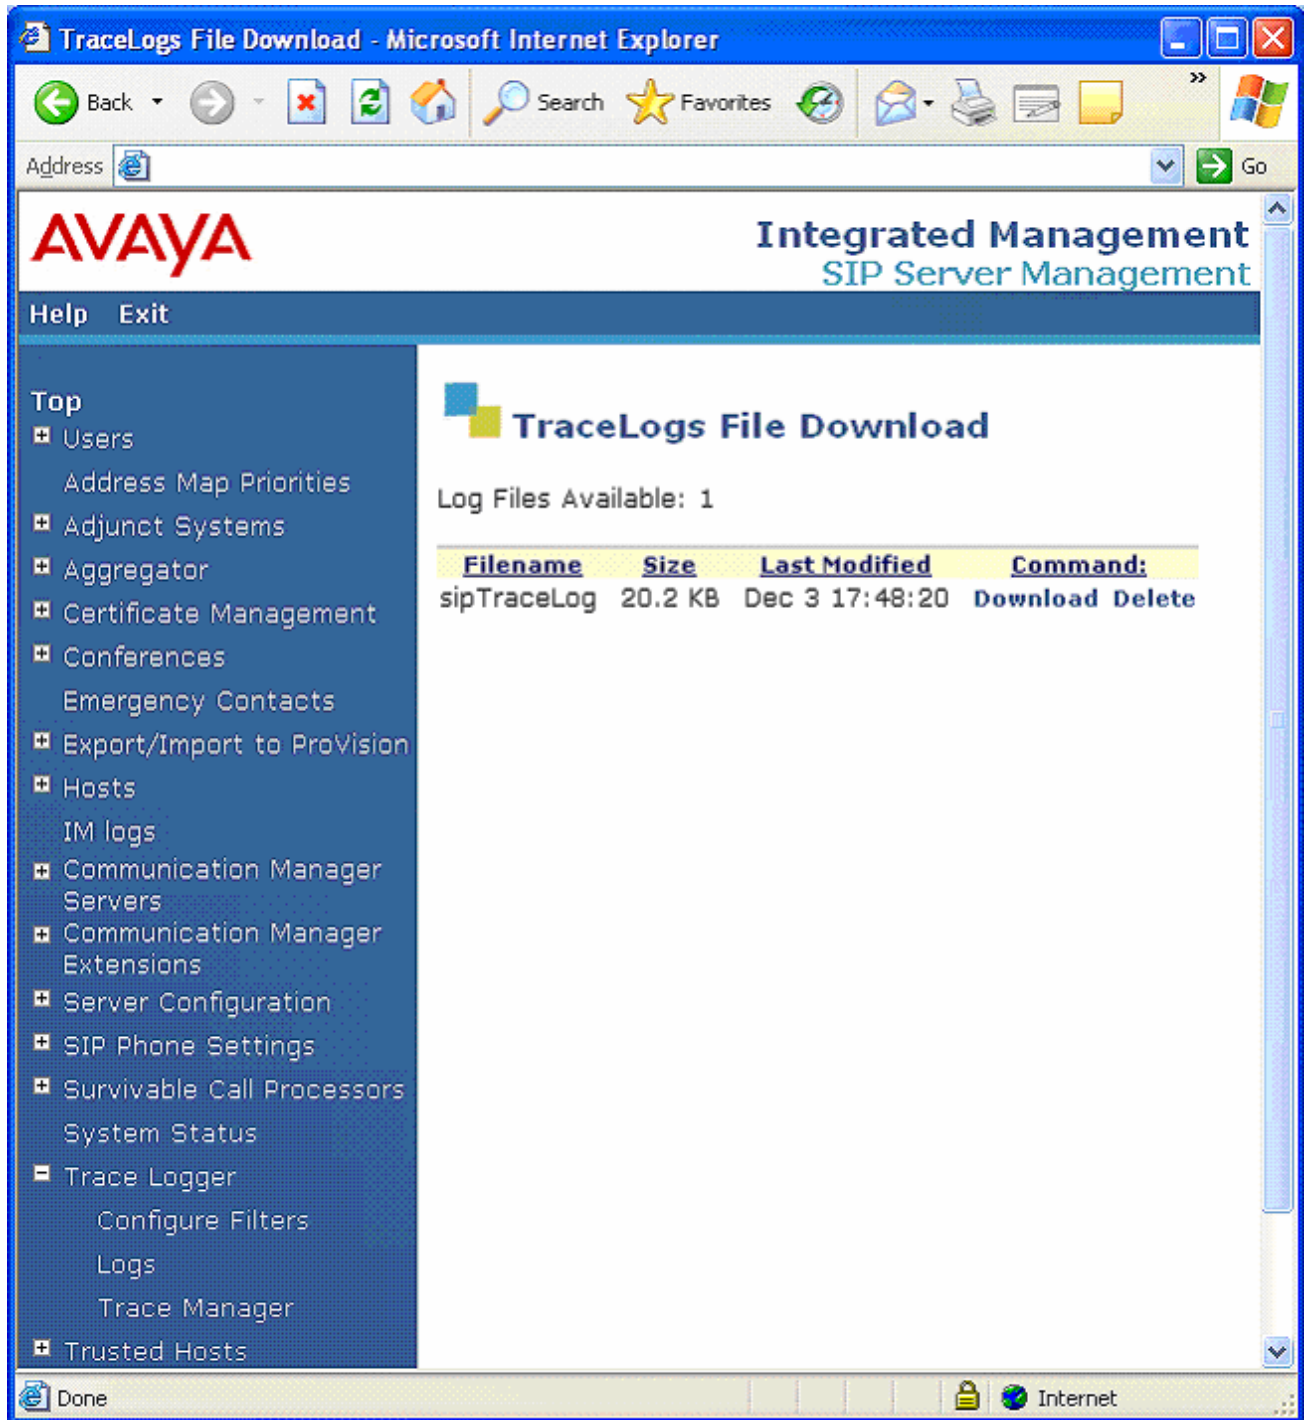 TraceLogs File Download - Microsoft Internet Explorer
Back Search Favorites »
Address Go
AVAYA
Integrated Management
SIP Server Management
Help Exit
Top
Users
Address Map Priorities
Adjunct Systems
Aggregator
Certificate Management
Conferences
Emergency Contacts
Export/Import to ProVision
Hosts
IM logs
Communication Manager
Servers
Communication Manager
Extensions
Server Configuration
SIP Phone Settings
Survivable Call Processors
System Status
Trace Logger
Configure Filters
Logs
Trace Manager
Trusted Hosts
TraceLogs File Download
Log Files Available: 1
Filename Size Last Modified Command:
sipTraceLog 20.2 KB Dec 3 17:48:20 Download Delete
Done Internet